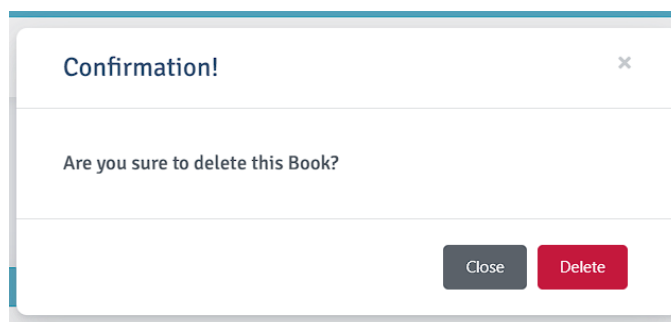 Confirmation!
×
Are you sure to delete this Book?
Close
Delete